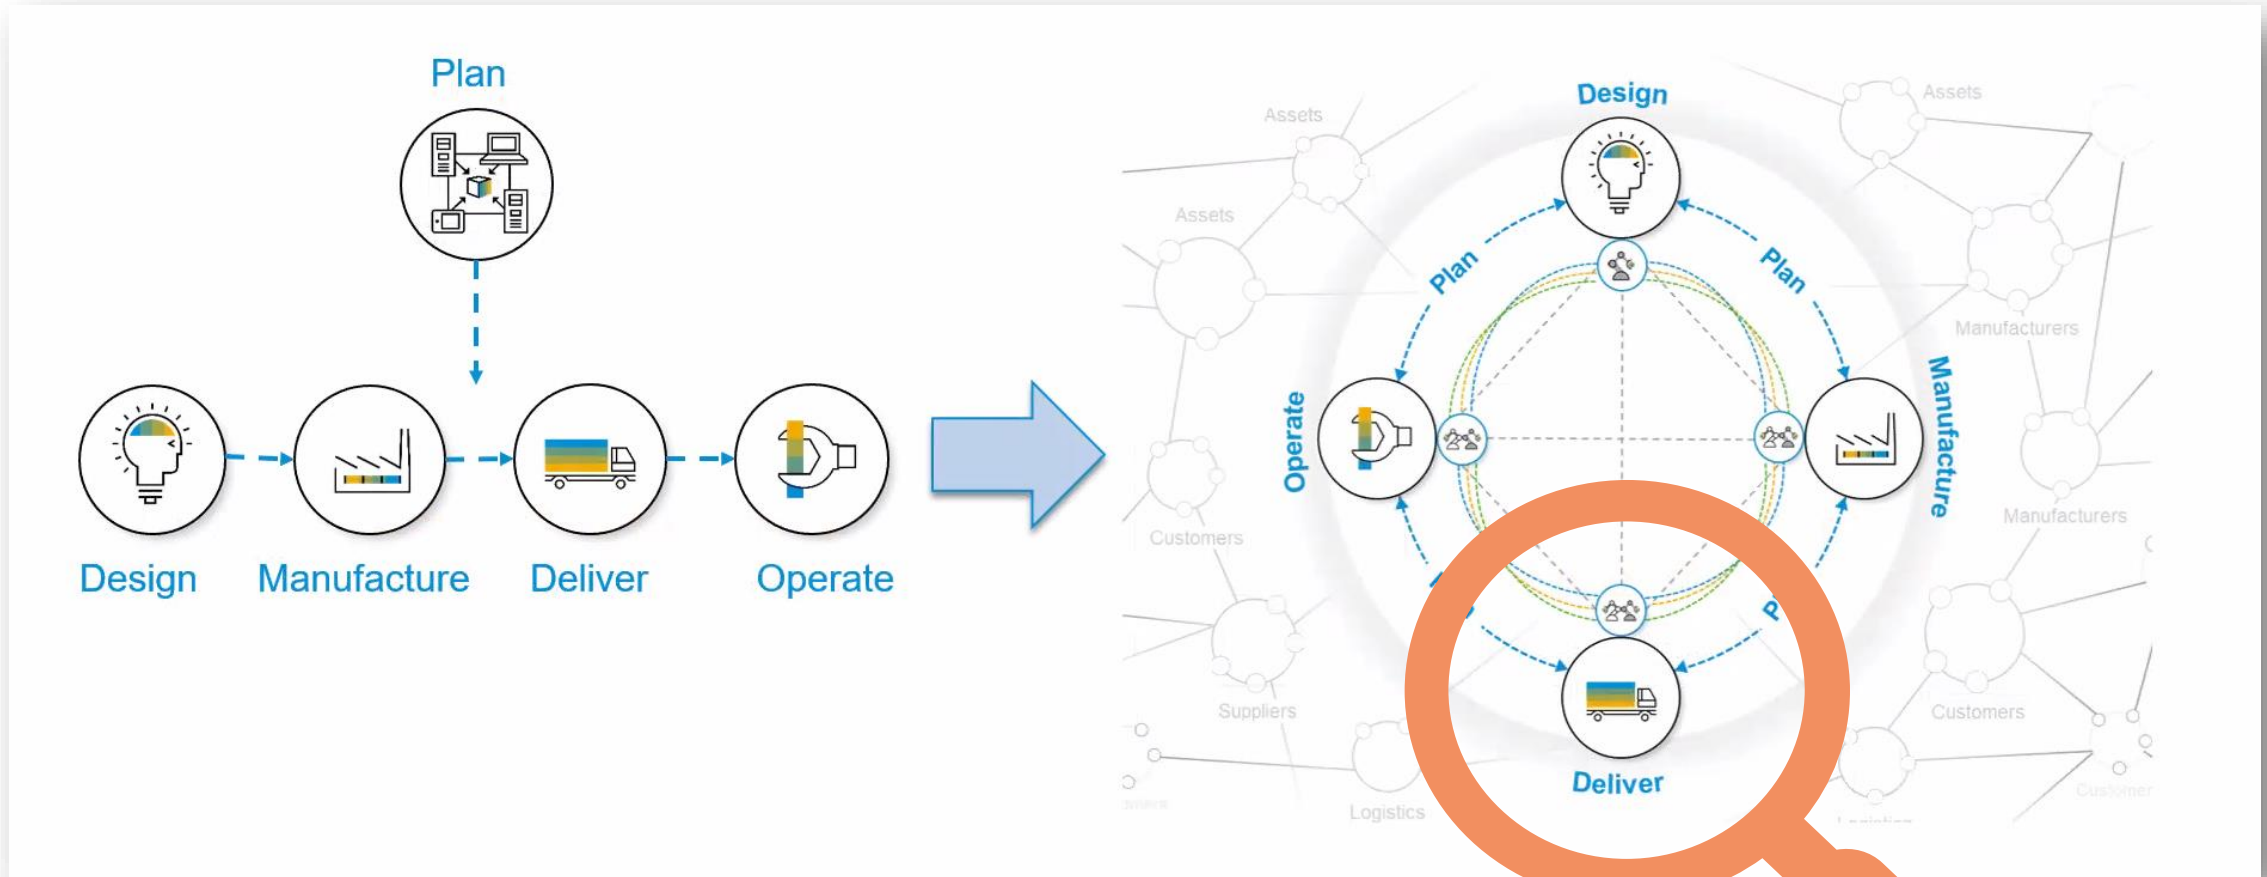 Plan
Design
Manufacture
Deliver
Operate
Design
Plan
Plan
Operate
Manufacture
Deliver
Assets
Assets
Assets
Manufacturers
Manufacturers
Customers
Customers
Suppliers
Logistics
Customer